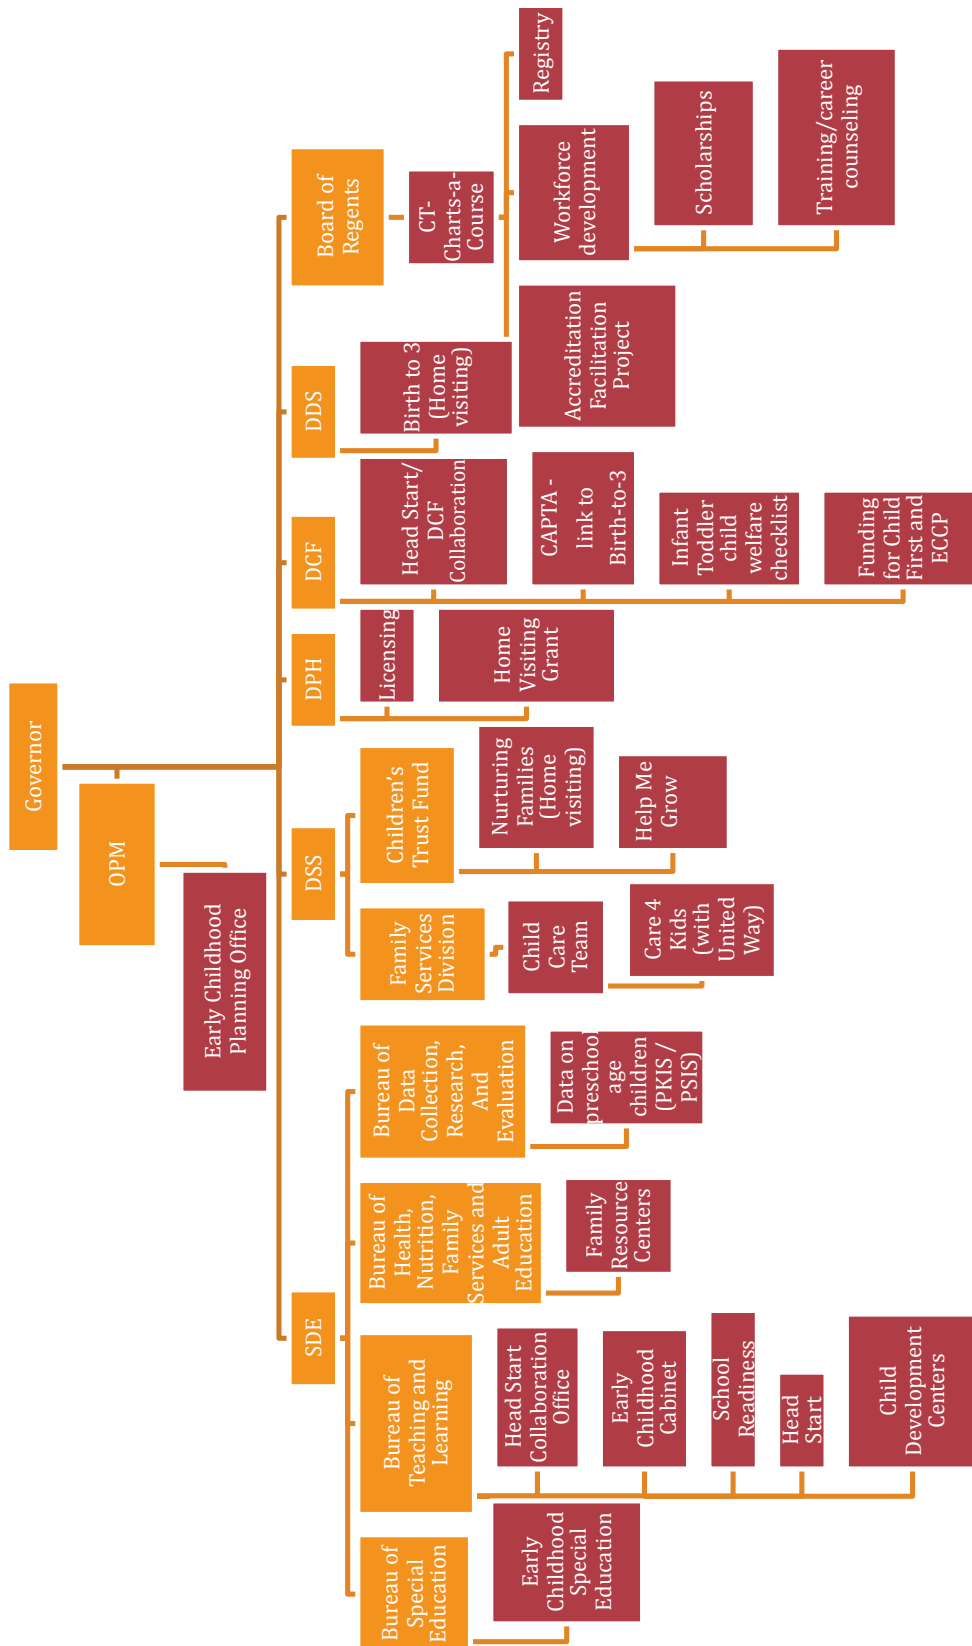 Governor
OPM
Early Childhood
Planning Office
SDE
Bureau of
Special
Education
Early
Childhood
Special
Education
Bureau of
Teaching and
Learning
Head Start
Collaboration
Office
Early
Childhood
Cabinet
School
Readiness
Head
Start
Child
Development
Centers
Bureau of
Health,
Nutrition,
Family
Services and
Adult
Education
Family
Resource
Centers
Bureau of
Data
Collection,
Research,
And
Evaluation
Data on
preschool
age
children
(PKIS /
PSIS)
DSS
Family
Services
Division
Child
Care
Team
Care 4
Kids
(with
United
Way)
Children's
Trust Fund
Nurturing
Families
(Home
visiting)
Help Me
Grow
DPH
Licensing
Home
Visiting
Grant
DCF
Head Start/
DCF
Collaboration
CAPTA -
link to
Birth-to-3
Infant
Toddler
child
welfare
checklist
Funding
for Child
First and
ECCP
DDS
Birth to 3
(Home
visiting)
Board of
Regents
CT-
Charts-a-
Course
Accreditation
Facilitation
Project
Workforce
development
Scholarships
Training/career
counseling
Registry